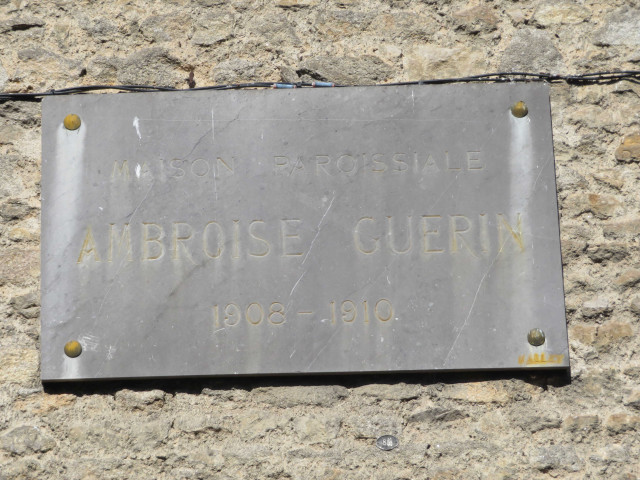 MAISON PAROISSIALE
AMBROISE GUERIN
1908 - 1910